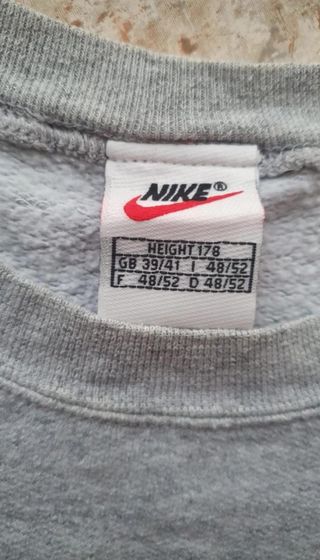 NIKE®
HEIGHT 178
GB 39/41 I 48/52
F 48/52 D 48/52